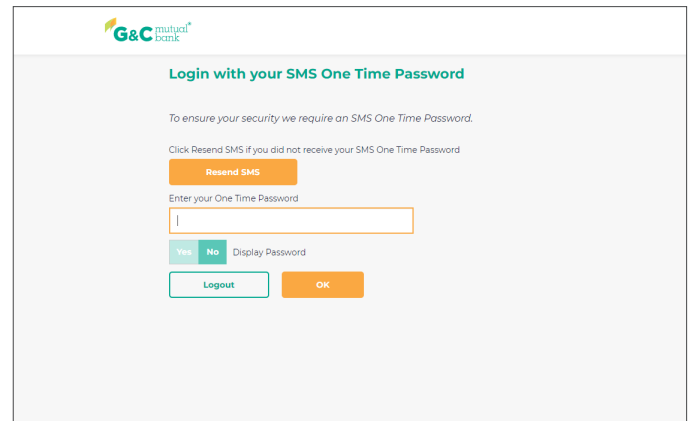 G&C mutual
bank
Login with your SMS One Time Password
To ensure your security we require an SMS One Time Password.
Click Resend SMS if you did not receive your SMS One Time Password
Resend SMS
Enter your One Time Password
Yes No Display Password
Logout OK